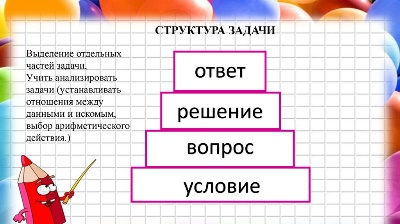 СТРУКТУРА ЗАДАЧИ
Выделение отдельных
частей задачи.
Учить анализировать
задачи (устанавливать
отношения между
данными и искомым,
выбор арифметического
действия.)
ответ
решение
вопрос
условие